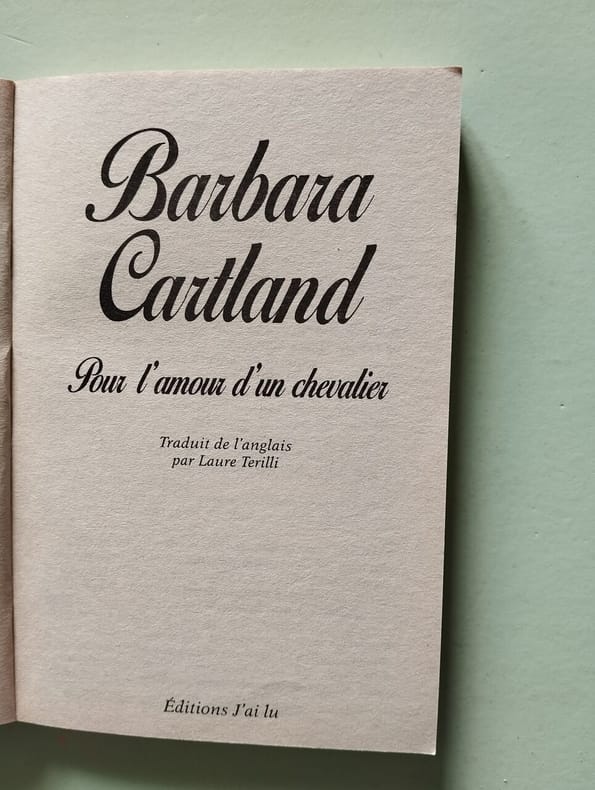 Barbara
Cartland
Pour l'amour d'un chevalier
Traduit de l'anglais
par Laure Terilli
Éditions J'ai lu